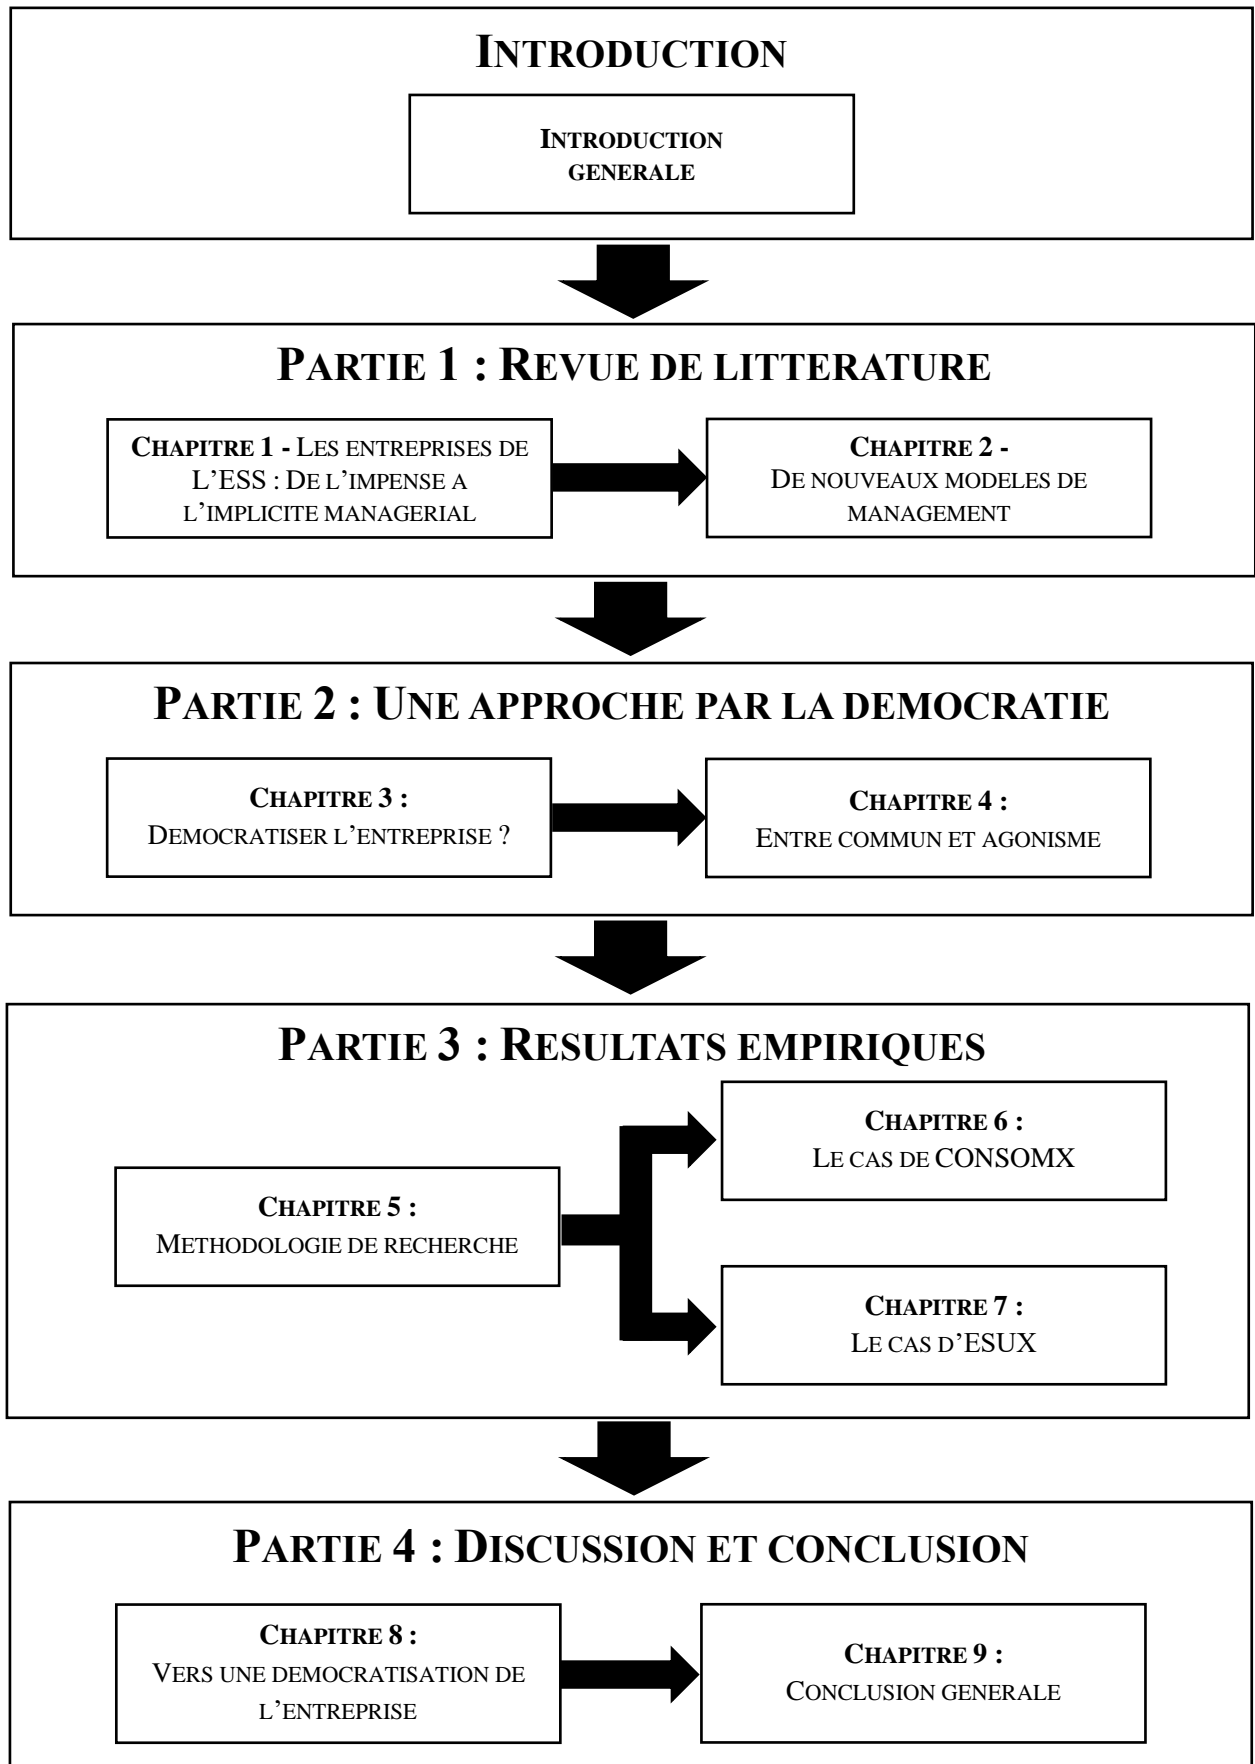 INTRODUCTION
INTRODUCTION
GENERALE
PARTIE 1 : REVUE DE LITTERATURE
CHAPITRE 1 - LES ENTREPRISES DE
L’ESS : DE L’IMPENSE A
L’IMPLICITE MANAGERIAL
CHAPITRE 2 -
DE NOUVEAUX MODELES DE
MANAGEMENT
PARTIE 2 : UNE APPROCHE PAR LA DEMOCRATIE
CHAPITRE 3 :
DEMOCRATISER L’ENTREPRISE ?
CHAPITRE 4 :
ENTRE COMMUN ET AGONISME
PARTIE 3 : RESULTATS EMPIRIQUES
CHAPITRE 5 :
METHODOLOGIE DE RECHERCHE
CHAPITRE 6 :
LE CAS DE CONSOMX
CHAPITRE 7 :
LE CAS D’ESUX
PARTIE 4 : DISCUSSION ET CONCLUSION
CHAPITRE 8 :
VERS UNE DEMOCRATISATION DE
L’ENTREPRISE
CHAPITRE 9 :
CONCLUSION GENERALE